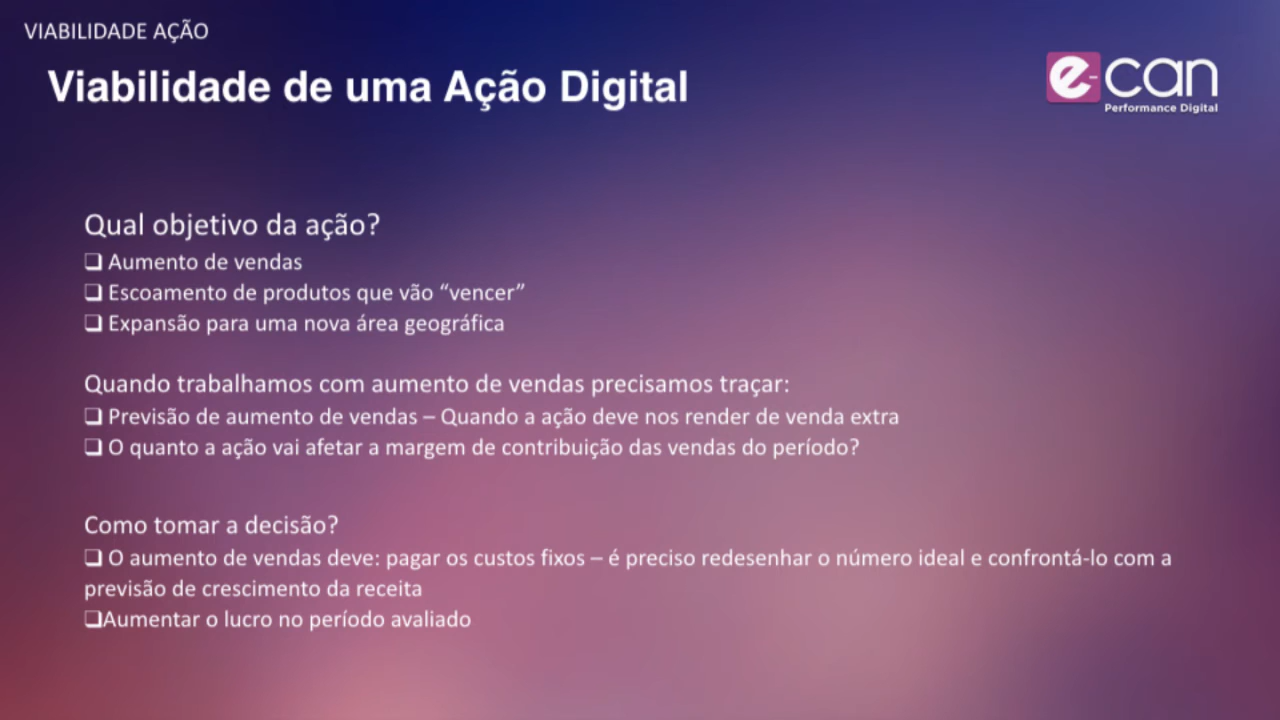 VIABILIDADE AÇÃO
Viabilidade de uma Ação Digital
e-can
Performance Digital
Qual objetivo da ação?
❑ Aumento de vendas
❑ Escoamento de produtos que vão “vencer”
❑ Expansão para uma nova área geográfica
Quando trabalhamos com aumento de vendas precisamos traçar:
❑ Previsão de aumento de vendas – Quando a ação deve nos render de venda extra
❑ O quanto a ação vai afetar a margem de contribuição das vendas do período?
Como tomar a decisão?
❑ O aumento de vendas deve: pagar os custos fixos – é preciso redesenhar o número ideal e confrontá-lo com a
previsão de crescimento da receita
❑Aumentar o lucro no período avaliado